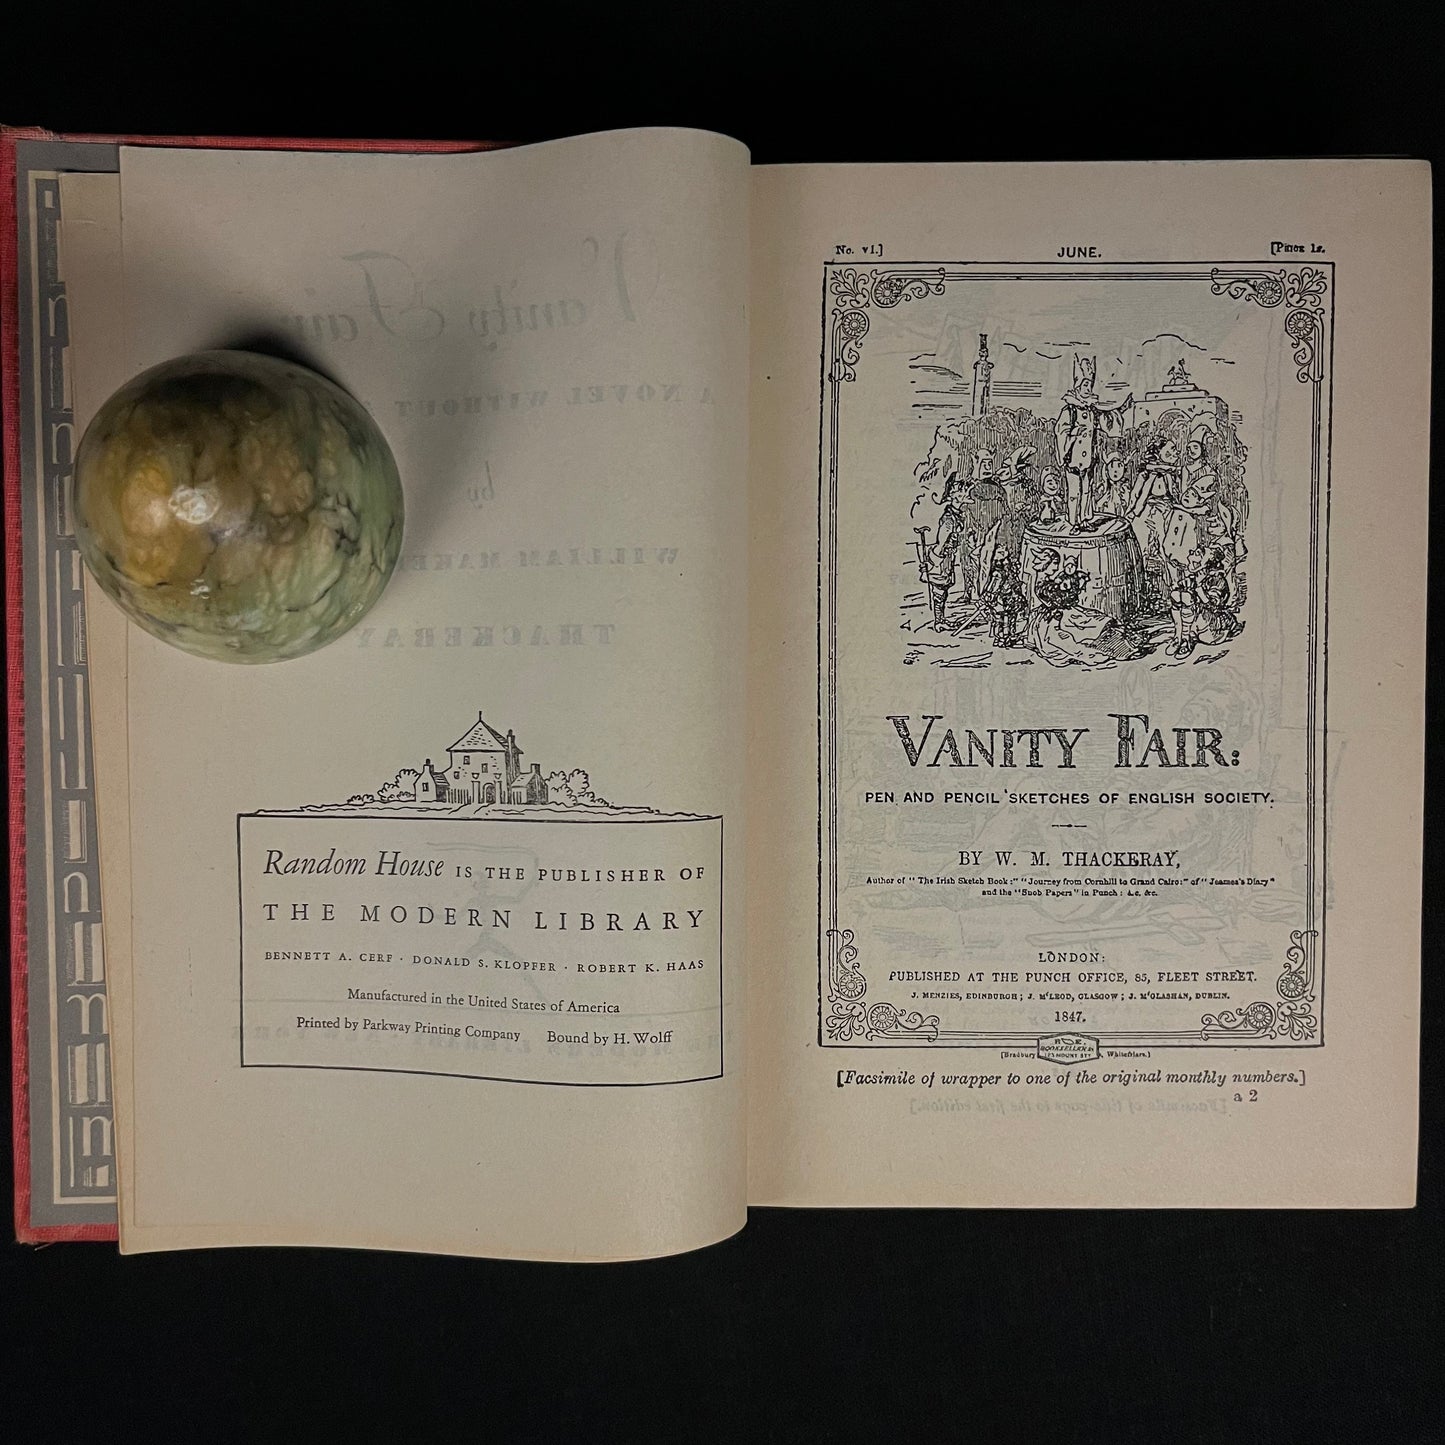 Random House IS THE PUBLISHER OF
THE MODERN LIBRARY
BENNETT A. CERF · DONALD S. KLOPFER · ROBERT K. HAAS
Manufactured in the United States of America
Printed by Parkway Printing Company Bound by H. Wolff
No. VI.] JUNE. [PRICE 1s.
VANITY FAIR:
PEN AND PENCIL SKETCHES OF ENGLISH SOCIETY.
BY W. M. THACKERAY,
Author of "The Irish Sketch Book:" "Journey from Cornhill to Grand Cairo:" of "Jeames's Diary"
and the "Snob Papers" in Punch: &c. &c.
LONDON:
PUBLISHED AT THE PUNCH OFFICE, 85, FLEET STREET.
J. MENZIES, EDINBURGH; J. M'LEOD, GLASGOW; J. M'GLASHAN, DUBLIN.
1847.
[Bradbury Whitefriars.]
[Facsimile of wrapper to one of the original monthly numbers.]
a 2